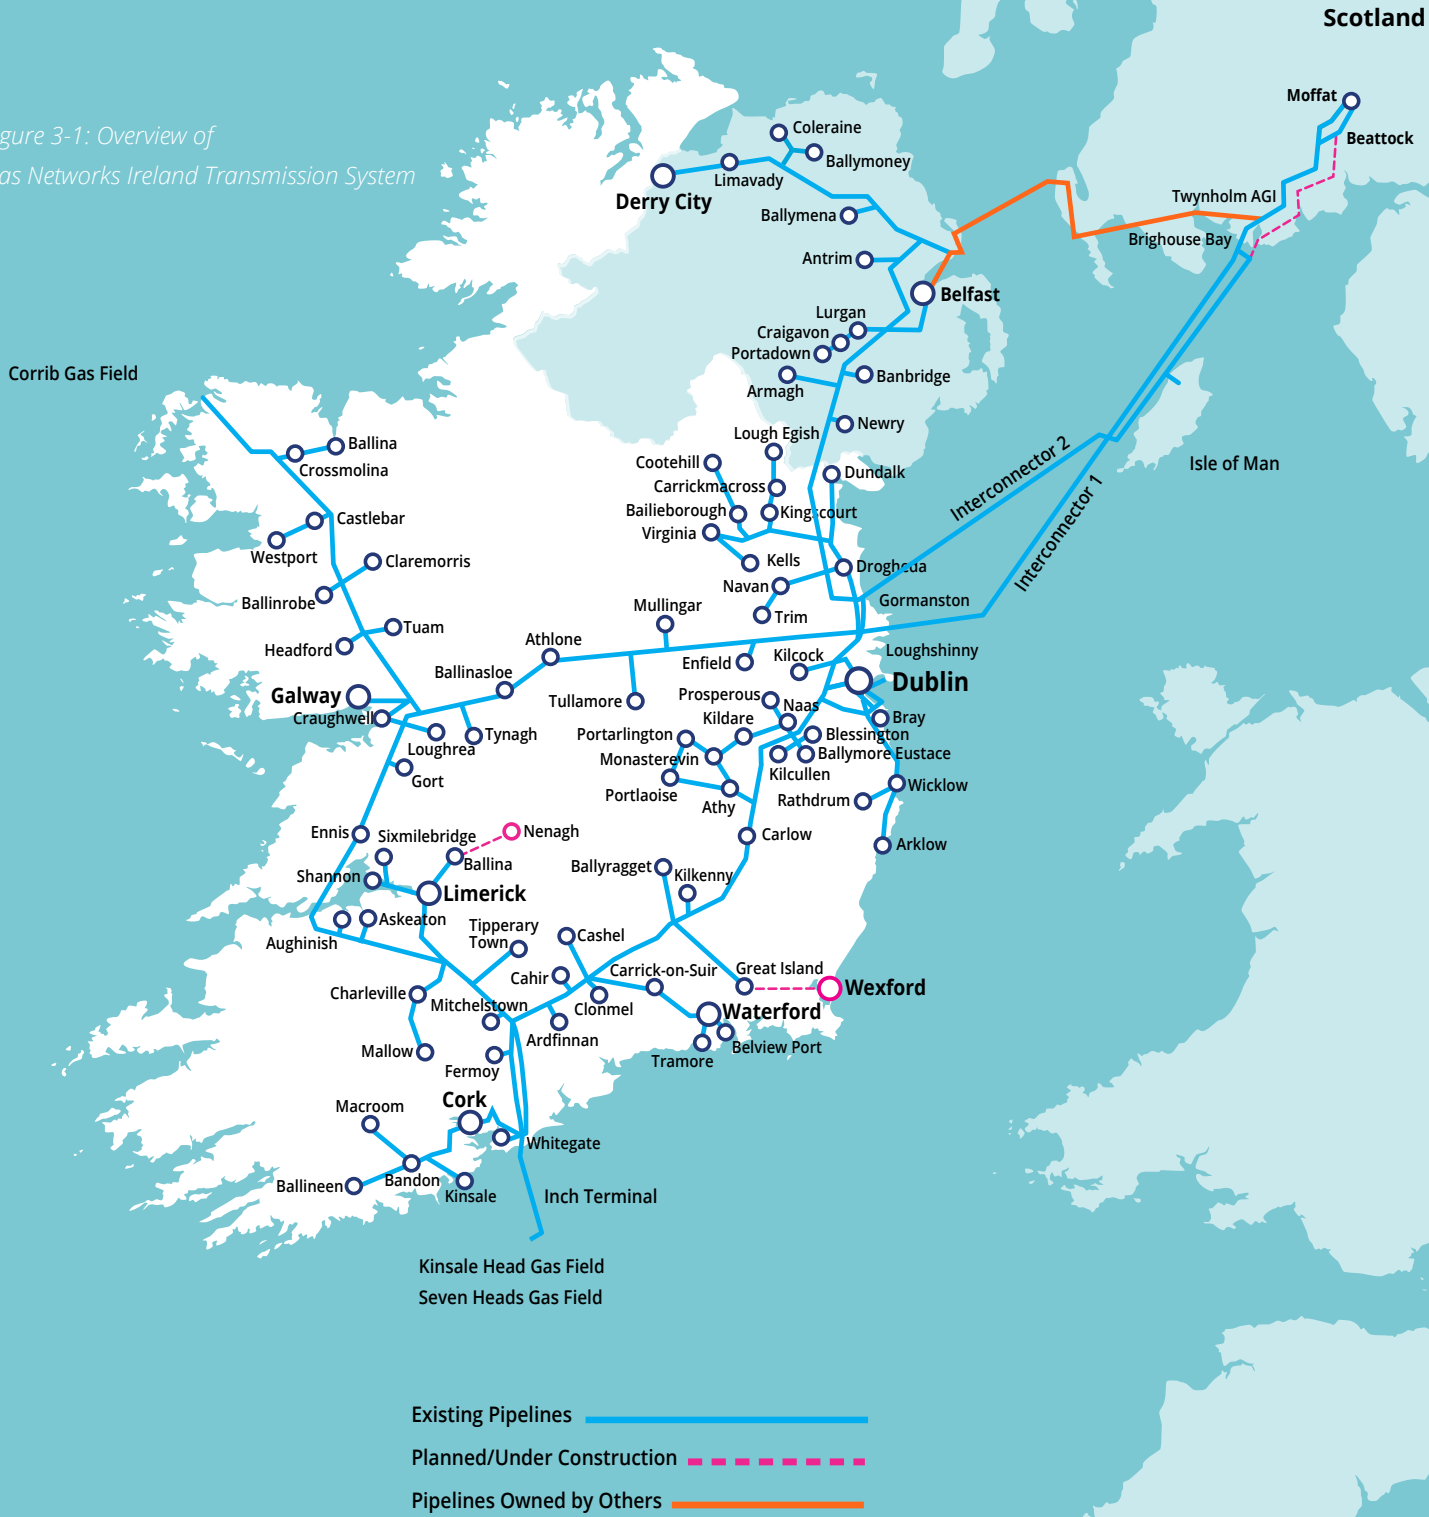 Scotland
Moffat
Beattock
igure 3-1: Overview of
as Networks Ireland Transmission System
Coleraine
Ballymoney
Limavady
Derry City
Twynholm AGI
Ballymena
Brighouse Bay
Antrim
Belfast
Lurgan
Craigavon
Portadown
Corrib Gas Field
Banbridge
Armagh
Newry
Lough Egish
Ballina
Crossmolina
Cootehill
Dundalk
Interconnector 2
Isle of Man
Carrickmacross
Interconnector 1
Bailieborough
Kingscourt
Castlebar
Virginia
Westport
Claremorris
Kells
Drogheda
Navan
Ballinrobe
Gormanston
Mullingar
Trim
Tuam
Athlone
Headford
Loughshinny
Kilcock
Enfield
Ballinasloe
Dublin
Galway
Prosperous
Tullamore
Naas
Craughwell
Kildare
Bray
Tynagh
Portarlington
Blessington
Loughrea
Monasterevin
Ballymore Eustace
Kilcullen
Gort
Wicklow
Portlaoise
Rathdrum
Athy
Ennis
Sixmilebridge
Nenagh
Carlow
Arklow
Ballina
Ballyragget
Shannon
Kilkenny
Limerick
Askeaton
Tipperary
Town
Cashel
Aughinish
Carrick-on-Suir
Great Island
Cahir
Wexford
Charleville
Mitchelstown
Clonmel
Waterford
Ardfinnan
Belview Port
Mallow
Tramore
Fermoy
Cork
Macroom
Whitegate
Bandon
Ballineen
Kinsale
Inch Terminal
Kinsale Head Gas Field
Seven Heads Gas Field
Existing Pipelines
Planned/Under Construction
Pipelines Owned by Others